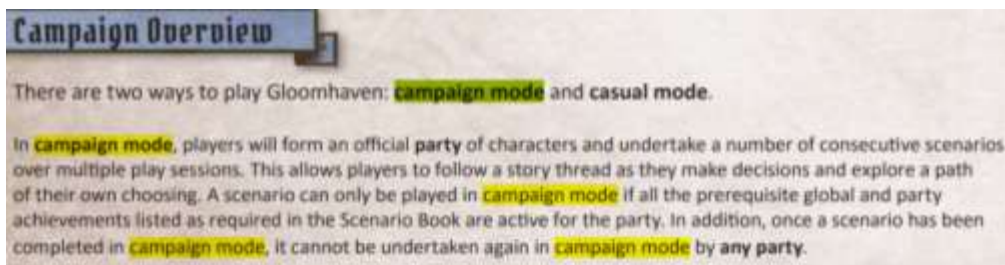 Campaign Overview
There are two ways to play Gloomhaven: campaign mode and casual mode.
In campaign mode, players will form an official party of characters and undertake a number of consecutive scenarios
over multiple play sessions. This allows players to follow a story thread as they make decisions and explore a path
of their own choosing. A scenario can only be played in campaign mode if all the prerequisite global and party
achievements listed as required in the Scenario Book are active for the party. In addition, once a scenario has been
completed in campaign mode, it cannot be undertaken again in campaign mode by any party.